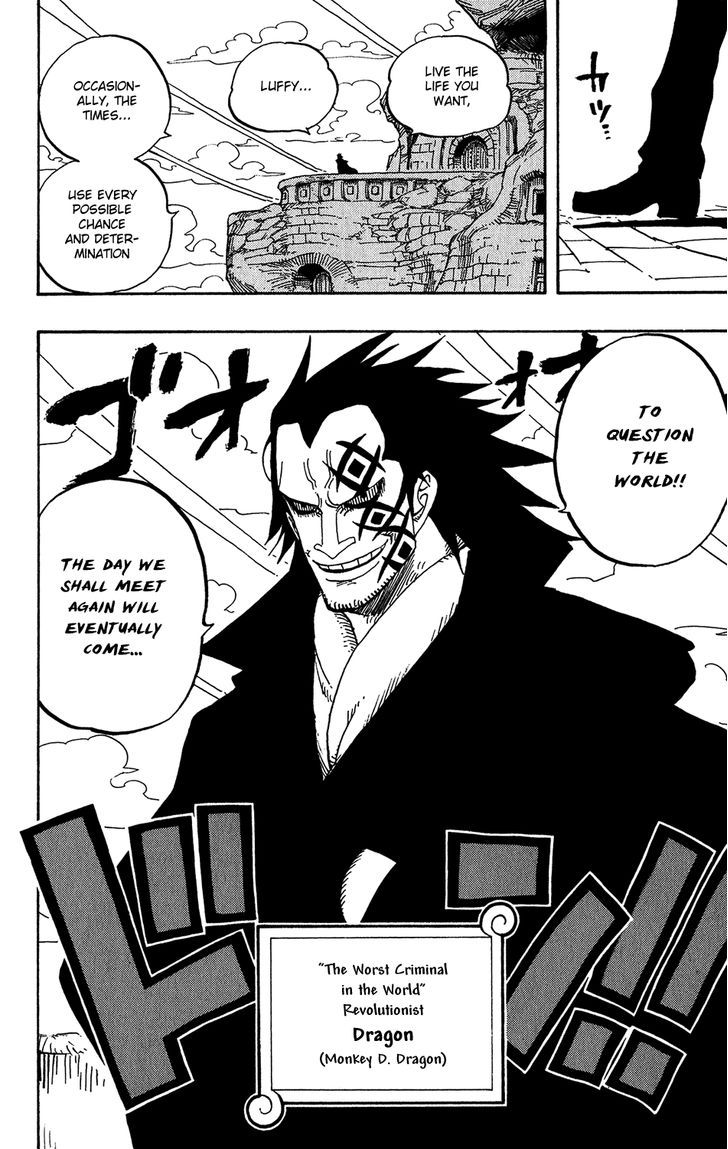 カツ…
LIVE THE
LIFE YOU
WANT,
LUFFY...
OCCASION-
ALLY, THE
TIMES...
USE EVERY
POSSIBLE
CHANCE
AND DETER-
MINATION
TO
QUESTION
THE
WORLD!!
ゴオオオ
THE DAY WE
SHALL MEET
AGAIN WILL
EVENTUALLY
COME...
ドーン!!
"The Worst Criminal
in the World"
Revolutionist
Dragon
(Monkey D. Dragon)